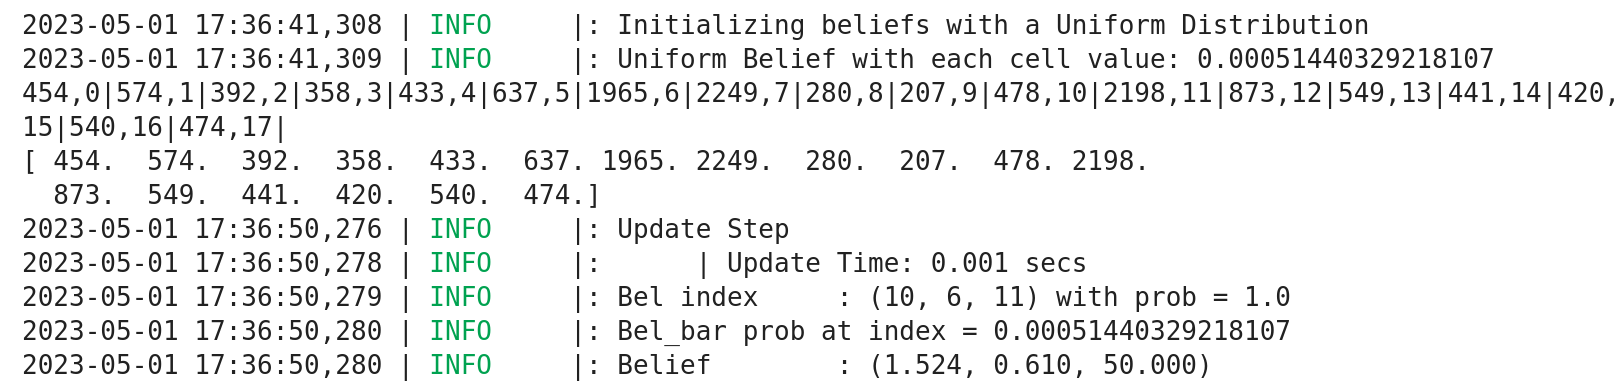 2023-05-01 17:36:41,308 | INFO     |: Initializing beliefs with a Uniform Distribution
2023-05-01 17:36:41,309 | INFO     |: Uniform Belief with each cell value: 0.00051440329218107
454,0|574,1|392,2|358,3|433,4|637,5|1965,6|2249,7|280,8|207,9|478,10|2198,11|873,12|549,13|441,14|420,
15|540,16|474,17|
[ 454.  574.  392.  358.  433.  637. 1965. 2249.  280.  207.  478. 2198.
  873.  549.  441.  420.  540.  474.]
2023-05-01 17:36:50,276 | INFO     |: Update Step
2023-05-01 17:36:50,278 | INFO     |:      | Update Time: 0.001 secs
2023-05-01 17:36:50,279 | INFO     |: Bel index     : (10, 6, 11) with prob = 1.0
2023-05-01 17:36:50,280 | INFO     |: Bel_bar prob at index = 0.00051440329218107
2023-05-01 17:36:50,280 | INFO     |: Belief        : (1.524, 0.610, 50.000)